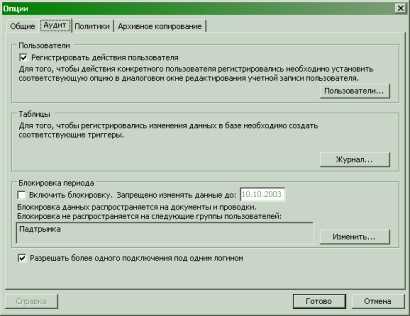 Опции
Общие Аудит Политики Архивное копирование
Пользователи
Регистрировать действия пользователя
Для того, чтобы действия конкретного пользователя регистрировались необходимо установить
соответствующую опцию в диалоговом окне редактирования учетной записи пользователя.
Пользователи...
Таблицы
Для того, чтобы регистрировались изменения данных в базе необходимо создать
соответствующие триггеры.
Журнал...
Блокировка периода
Включить блокировку. Запрещено изменять данные до: 10.10.2003
Блокировка данных распространяется на документы и проводки.
Блокировка не распространяется на следующие группы пользователей:
Падтрымка
Изменить...
Разрешать более одного подключения под одним логином
Справка Готово Отмена